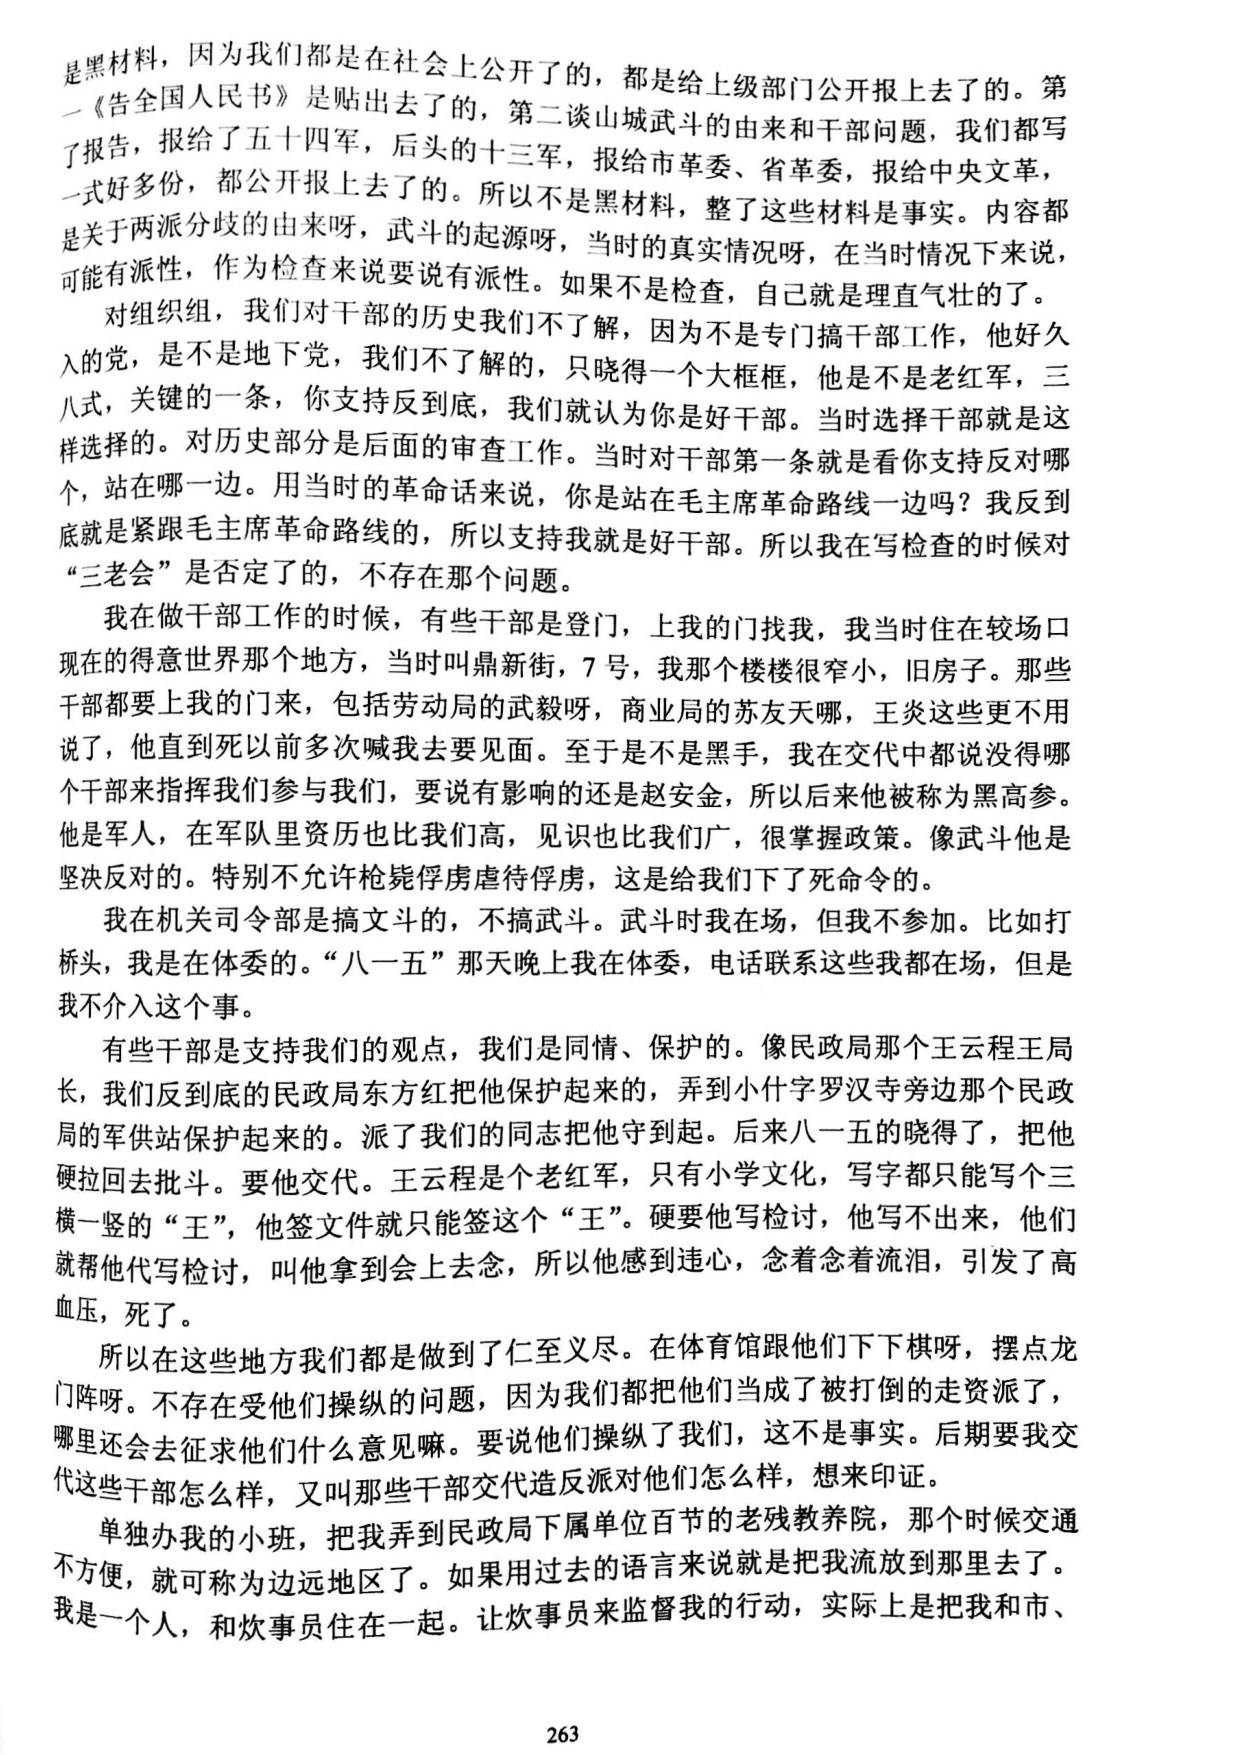 是黑材料，因为我们都是在社会上公开了的，都是给上级部门公开报上去了的。第
一《告全国人民书》是贴出去了的，第二谈山城武斗的由来和干部问题，我们都写
了报告，报给了五十四军，后头的十三军，报给市革委、省革委，报给中央文革，
一式好多份，都公开报上去了的。所以不是黑材料，整了这些材料是事实。内容都
是关于两派分歧的由来呀，武斗的起源呀，当时的真实情况呀，在当时情况下来说，
可能有派性，作为检查来说要说有派性。如果不是检查，自己就是理直气壮的了。
对组织组，我们对干部的历史我们不了解，因为不是专门搞干部工作，他好久
入的党，是不是地下党，我们不了解的，只晓得一个大框框，他是不是老红军，三
八式，关键的一条，你支持反到底，我们就认为你是好干部。当时选择干部就是这
样选择的。对历史部分是后面的审查工作。当时对干部第一条就是看你支持反对哪
个，站在哪一边。用当时的革命话来说，你是站在毛主席革命路线一边吗？我反到
底就是紧跟毛主席革命路线的，所以支持我就是好干部。所以我在写检查的时候对
“三老会”是否定了的，不存在那个问题。
我在做干部工作的时候，有些干部是登门，上我的门找我，我当时住在较场口
现在的得意世界那个地方，当时叫鼎新街，7 号，我那个楼楼很窄小，旧房子。那些
干部都要上我的门来，包括劳动局的武毅呀，商业局的苏友天哪，王炎这些更不用
说了，他直到死以前多次喊我去要见面。至于是不是黑手，我在交代中都说没得哪
个干部来指挥我们参与我们，要说有影响的还是赵安金，所以后来他被称为黑高参。
他是军人，在军队里资历也比我们高，见识也比我们广，很掌握政策。像武斗他是
坚决反对的。特别不允许枪毙俘虏虐待俘虏，这是给我们下了死命令的。
我在机关司令部是搞文斗的，不搞武斗。武斗时我在场，但我不参加。比如打
桥头，我是在体委的。“八一五”那天晚上我在体委，电话联系这些我都在场，但是
我不介入这个事。
有些干部是支持我们的观点，我们是同情、保护的。像民政局那个王云程王局
长，我们反到底的民政局东方红把他保护起来的，弄到小什字罗汉寺旁边那个民政
局的军供站保护起来的。派了我们的同志把他守到起。后来八一五的晓得了，把他
硬拉回去批斗。要他交代。王云程是个老红军，只有小学文化，写字都只能写个三
横一竖的“王”，他签文件就只能签这个“王”。硬要他写检讨，他写不出来，他们
就帮他代写检讨，叫他拿到会上去念，所以他感到违心，念着念着流泪，引发了高
血压，死了。
所以在这些地方我们都是做到了仁至义尽。在体育馆跟他们下下棋呀，摆点龙
门阵呀。不存在受他们操纵的问题，因为我们都把他们当成了被打倒的走资派了，
哪里还会去征求他们什么意见嘛。要说他们操纵了我们，这不是事实。后期要我交
代这些干部怎么样，又叫那些干部交代造反派对他们怎么样，想来印证。
单独办我的小班，把我弄到民政局下属单位百节的老残教养院，那个时候交通
不方便，就可称为边远地区了。如果用过去的语言来说就是把我流放到那里去了。
我是一个人，和炊事员住在一起。让炊事员来监督我的行动，实际上是把我和市、
263